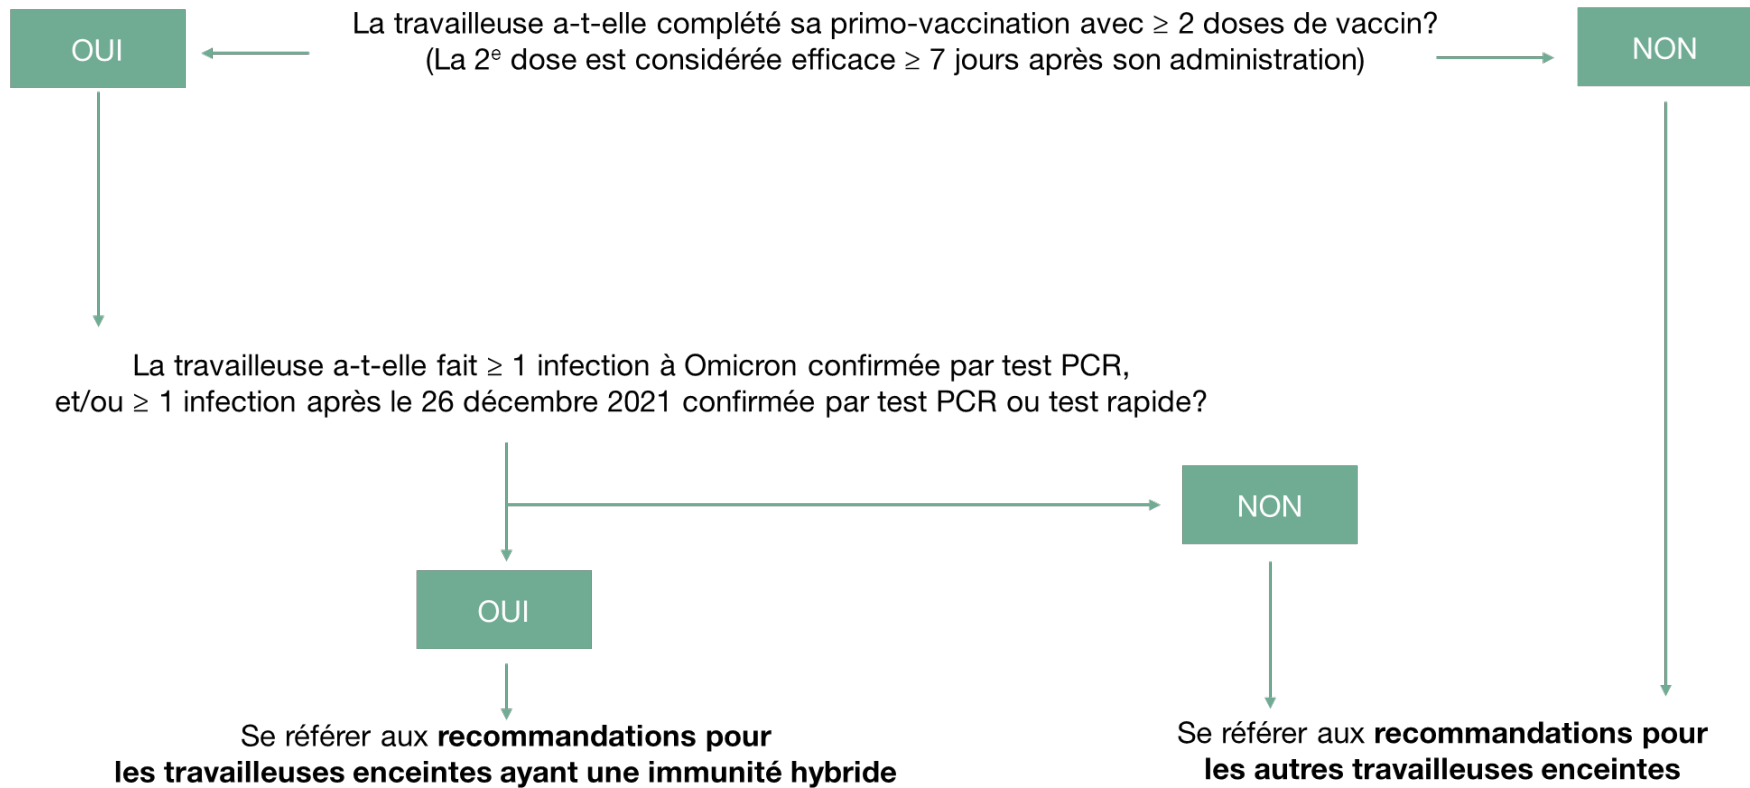 La travailleuse a-t-elle complété sa primo-vaccination avec ≥ 2 doses de vaccin?
(La 2e dose est considérée efficace ≥ 7 jours après son administration)
OUI
NON
La travailleuse a-t-elle fait ≥ 1 infection à Omicron confirmée par test PCR,
et/ou ≥ 1 infection après le 26 décembre 2021 confirmée par test PCR ou test rapide?
NON
OUI
Se référer aux recommandations pour
les travailleuses enceintes ayant une immunité hybride
Se référer aux recommandations pour
les autres travailleuses enceintes